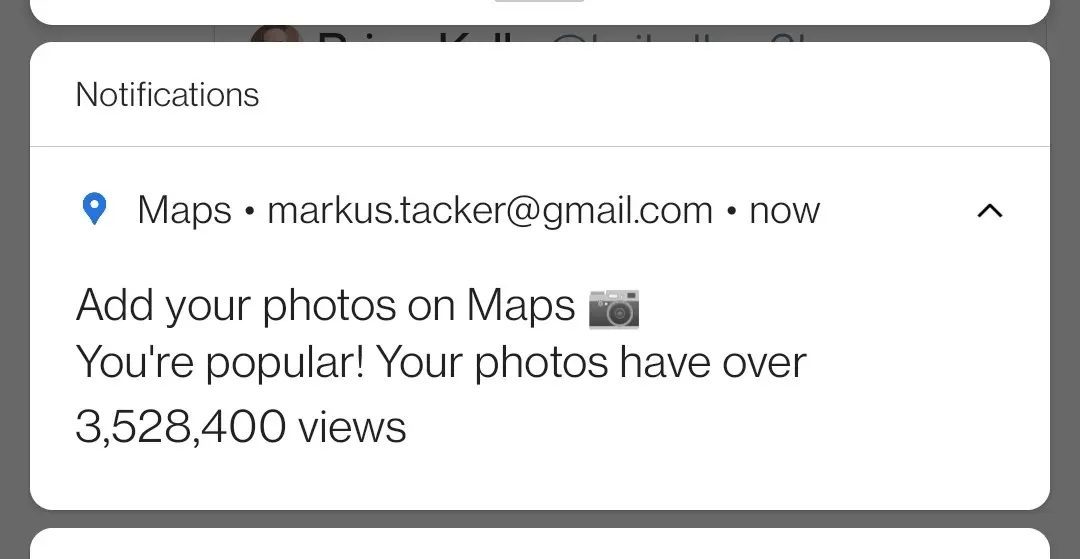 Notifications
Maps • markus.tacker@gmail.com • now
Add your photos on Maps 📷
You're popular! Your photos have over
3,528,400 views